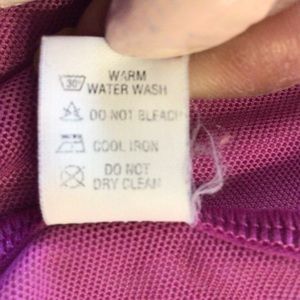 30°
WARM
WATER WASH
DO NOT BLEACH
COOL IRON
DO NOT
DRY CLEAN